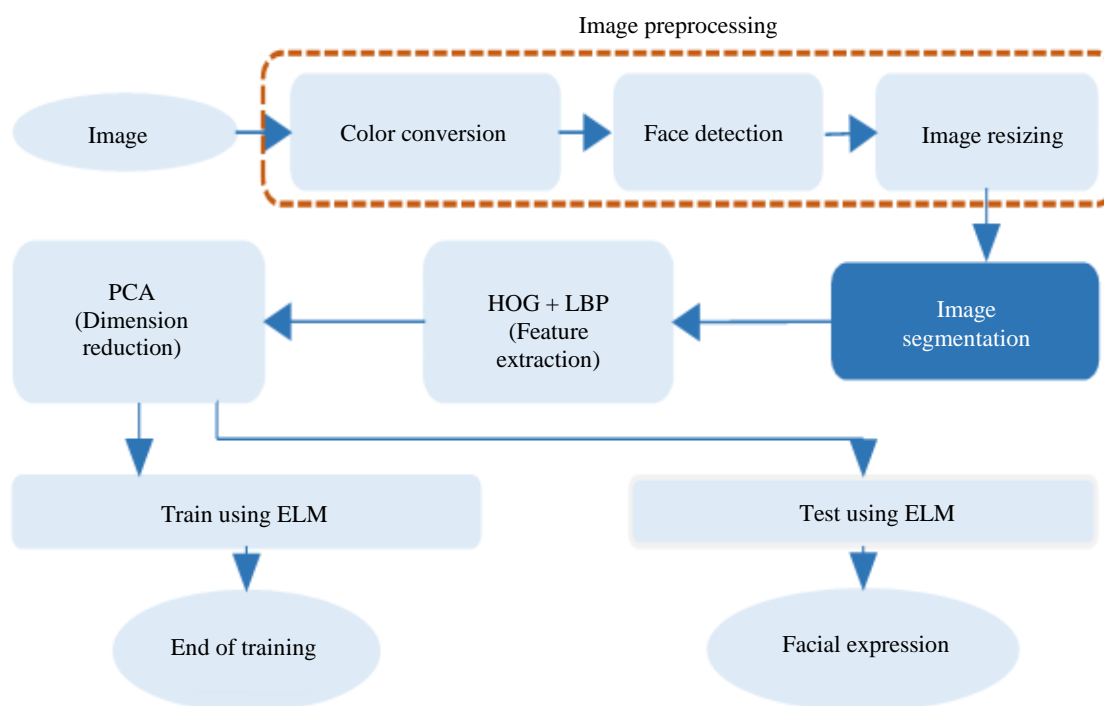 Image preprocessing
Image
Color conversion
Face detection
Image resizing
PCA
(Dimension
reduction)
HOG + LBP
(Feature
extraction)
Image
segmentation
Train using ELM
Test using ELM
End of training
Facial expression